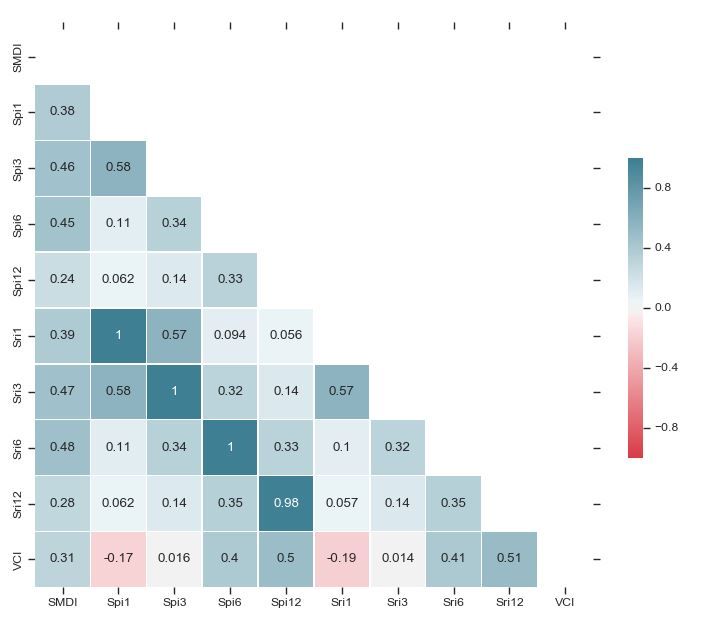 SMDI
Spi1 0.38
Spi3 0.46 0.58
Spi6 0.45 0.11 0.34
Spi12 0.24 0.062 0.14 0.33
Sri1 0.39 1 0.57 0.094 0.056
Sri3 0.47 0.58 1 0.32 0.14 0.57
Sri6 0.48 0.11 0.34 1 0.33 0.1 0.32
Sri12 0.28 0.062 0.14 0.35 0.98 0.057 0.14 0.35
VCI 0.31 -0.17 0.016 0.4 0.5 -0.19 0.014 0.41 0.51
SMDI Spi1 Spi3 Spi6 Spi12 Sri1 Sri3 Sri6 Sri12 VCI
0.8
0.4
0.0
−0.4
−0.8